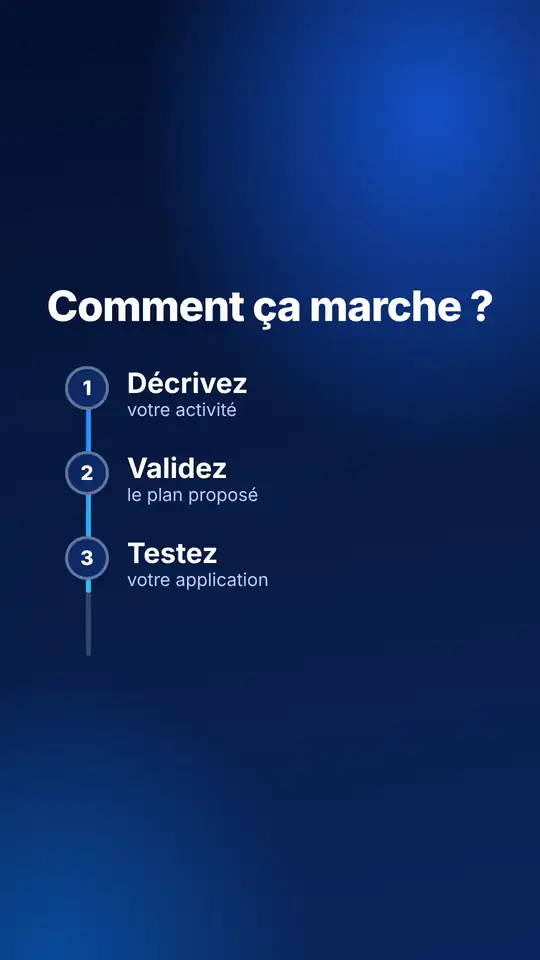 Comment ça marche ?
1
Décrivez
votre activité
2
Validez
le plan proposé
3
Testez
votre application